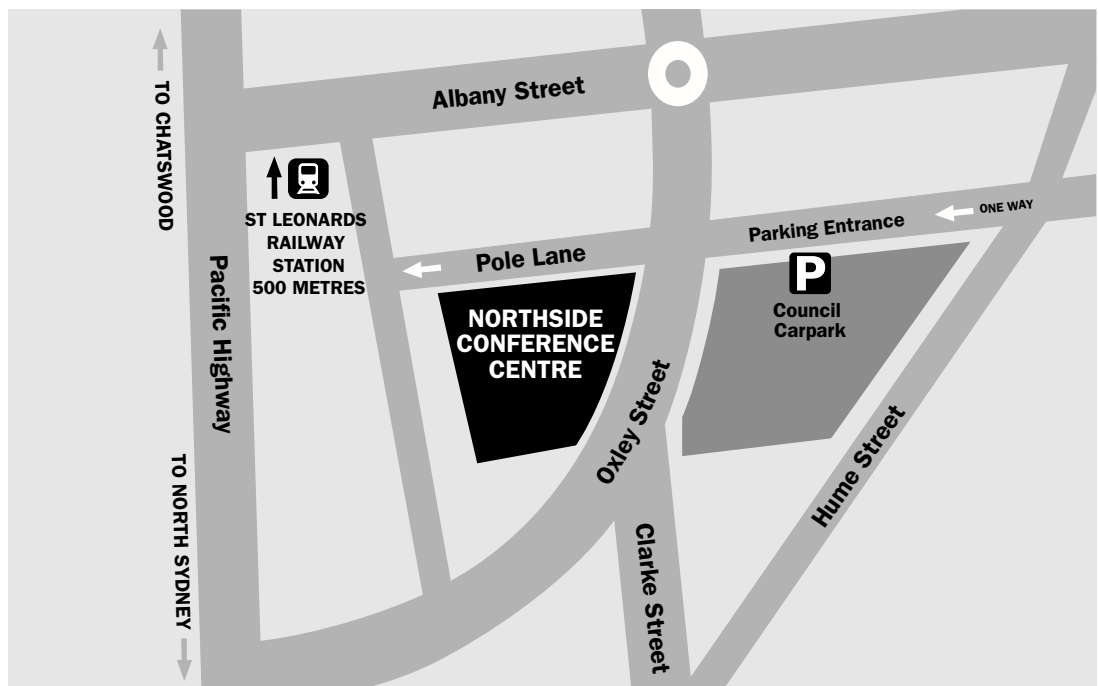 Albany Street
TO CHATSWOOD
ST LEONARDS
RAILWAY
STATION
500 METRES
Pacific Highway
Pole Lane
Parking Entrance
ONE WAY
P
Council
Carpark
NORTHSIDE
CONFERENCE
CENTRE
Oxley Street
Hume Street
TO NORTH SYDNEY
Clarke Street